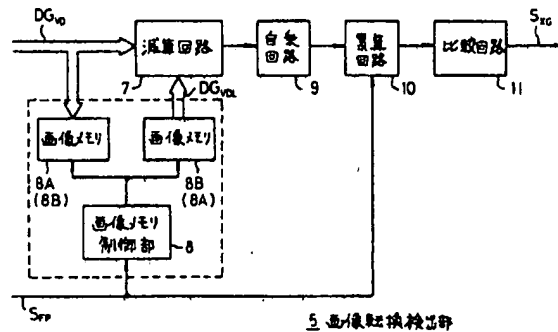 DG_VD
減算回路
7
DG_VDL
自乗
回路
9
累算
回路
10
比較回路
11
S_XG
画像メモリ
8A
(8B)
画像メモリ
8B
(8A)
画像メモリ
制御部
8
S_FP
5 画像転換検出部